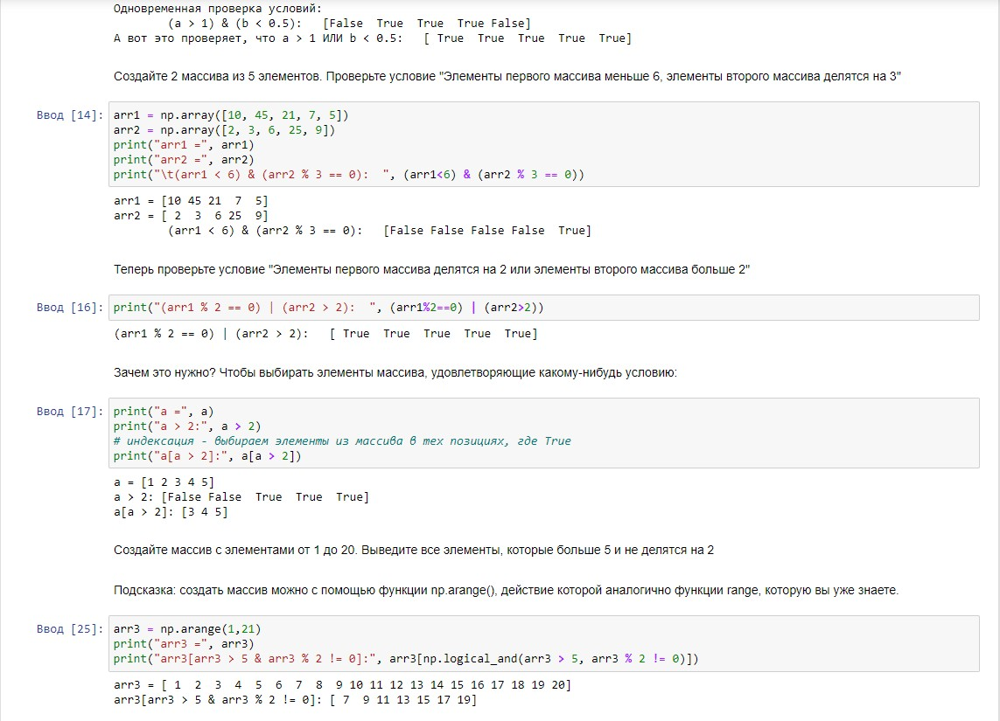 Одновременная проверка условий:
(a > 1) & (b < 0.5):   [False  True  True  True False]
А вот это проверяет, что a > 1 ИЛИ b < 0.5:   [ True  True  True  True  True]
Создайте 2 массива из 5 элементов. Проверьте условие "Элементы первого массива меньше 6, элементы второго массива делятся на 3"
Ввод [14]: arr1 = np.array([10, 45, 21, 7, 5])
arr2 = np.array([2, 3, 6, 25, 9])
print("arr1 =", arr1)
print("arr2 =", arr2)
print("\t(arr1 < 6) & (arr2 % 3 == 0):  ", (arr1<6) & (arr2 % 3 == 0))
arr1 = [10 45 21  7  5]
arr2 = [ 2  3  6 25  9]
(arr1 < 6) & (arr2 % 3 == 0):   [False False False False  True]
Теперь проверьте условие "Элементы первого массива делятся на 2 или элементы второго массива больше 2"
Ввод [16]: print("(arr1 % 2 == 0) | (arr2 > 2):  ", (arr1%2==0) | (arr2>2))
(arr1 % 2 == 0) | (arr2 > 2):   [ True  True  True  True  True]
Зачем это нужно? Чтобы выбирать элементы массива, удовлетворяющие какому-нибудь условию:
Ввод [17]: print("a =", a)
print("a > 2:", a > 2)
# индексация - выбираем элементы из массива в тех позициях, где True
print("a[a > 2]:", a[a > 2])
a = [1 2 3 4 5]
a > 2: [False False  True  True  True]
a[a > 2]: [3 4 5]
Создайте массив с элементами от 1 до 20. Выведите все элементы, которые больше 5 и не делятся на 2
Подсказка: создать массив можно с помощью функции np.arange(), действие которой аналогично функции range, которую вы уже знаете.
Ввод [25]: arr3 = np.arange(1,21)
print("arr3 =", arr3)
print("arr3[arr3 > 5 & arr3 % 2 != 0]:", arr3[np.logical_and(arr3 > 5, arr3 % 2 != 0)])
arr3 = [ 1  2  3  4  5  6  7  8  9 10 11 12 13 14 15 16 17 18 19 20]
arr3[arr3 > 5 & arr3 % 2 != 0]: [ 7  9 11 13 15 17 19]